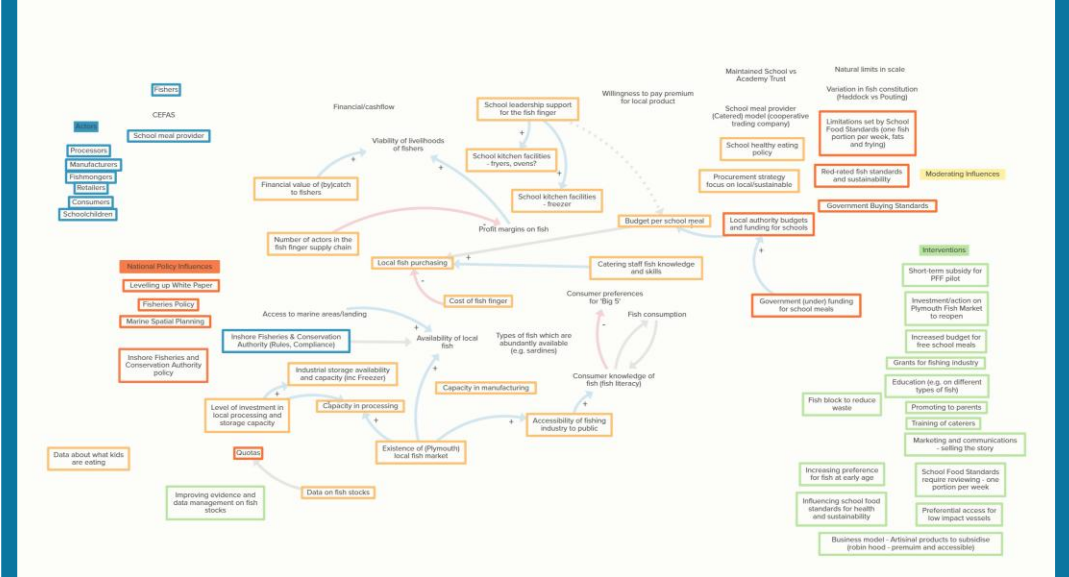 Maintained School vs
Academy Trust
Natural limits in scale
Fishers
Variation in fish constitution
(Haddock vs Pouting)
Willingness to pay premium
for local product
Financial/cashflow
School leadership support
for the fish finger
CEFAS
School meal provider
(Catered) model (cooperative
trading company)
Limitations set by School
Food Standards (one fish
portion per week, fats
and frying)
Actors
School meal provider
Viability of livelihoods
of fishers
+
School healthy eating
policy
Processors
Manufacturers
Fishmongers
Retailers
Consumers
Schoolchildren
+
+
School kitchen facilities
- fryers, ovens?
+
Red-rated fish standards
and sustainability
Moderating Influences
Procurement strategy
focus on local/sustainable
Financial value of (by)catch
to fishers
School kitchen facilities
- freezer
Government Buying Standards
-
Profit margins on fish
Budget per school meal
Local authority budgets
and funding for schools
Number of actors in the
fish finger supply chain
+
Interventions
Local fish purchasing
+
Catering staff fish knowledge
and skills
National Policy Influences
Short-term subsidy for
PFF pilot
-
Levelling up White Paper
Cost of fish finger
Consumer preferences
for 'Big 5'
Government (under) funding
for school meals
Investment/action on
Plymouth Fish Market
to reopen
Fisheries Policy
Access to marine areas/landing
Fish consumption
Marine Spatial Planning
+
-
Inshore Fisheries & Conservation
Authority (Rules, Compliance)
Availability of local
fish
Types of fish which are
abundantly available
(e.g. sardines)
Increased budget for
free school meals
Inshore Fisheries and
Conservation Authority
policy
Grants for fishing Industry
Industrial storage availability
and capacity (inc Freezer)
+
Consumer knowledge of
fish (fish literacy)
Education (e.g. on different
types of fish)
Capacity in manufacturing
+
+
Fish block to reduce
waste
Promoting to parents
Level of investment in
local processing and
storage capacity
Capacity in processing
+
+
Accessibility of fishing
industry to public
Training of caterers
Marketing and communications
- selling the story
Data about what kids
are eating
Quotas
Existence of (Plymouth)
local fish market
Increasing preference
for fish at early age
School Food Standards
require reviewing - one
portion per week
Improving evidence and
data management on fish
stocks
Data on fish stocks
Influencing school food
standards for health
and sustainability
Preferential access for
low impact vessels
Business model - Artisinal products to subsidise
(robin hood - premuim and accessible)